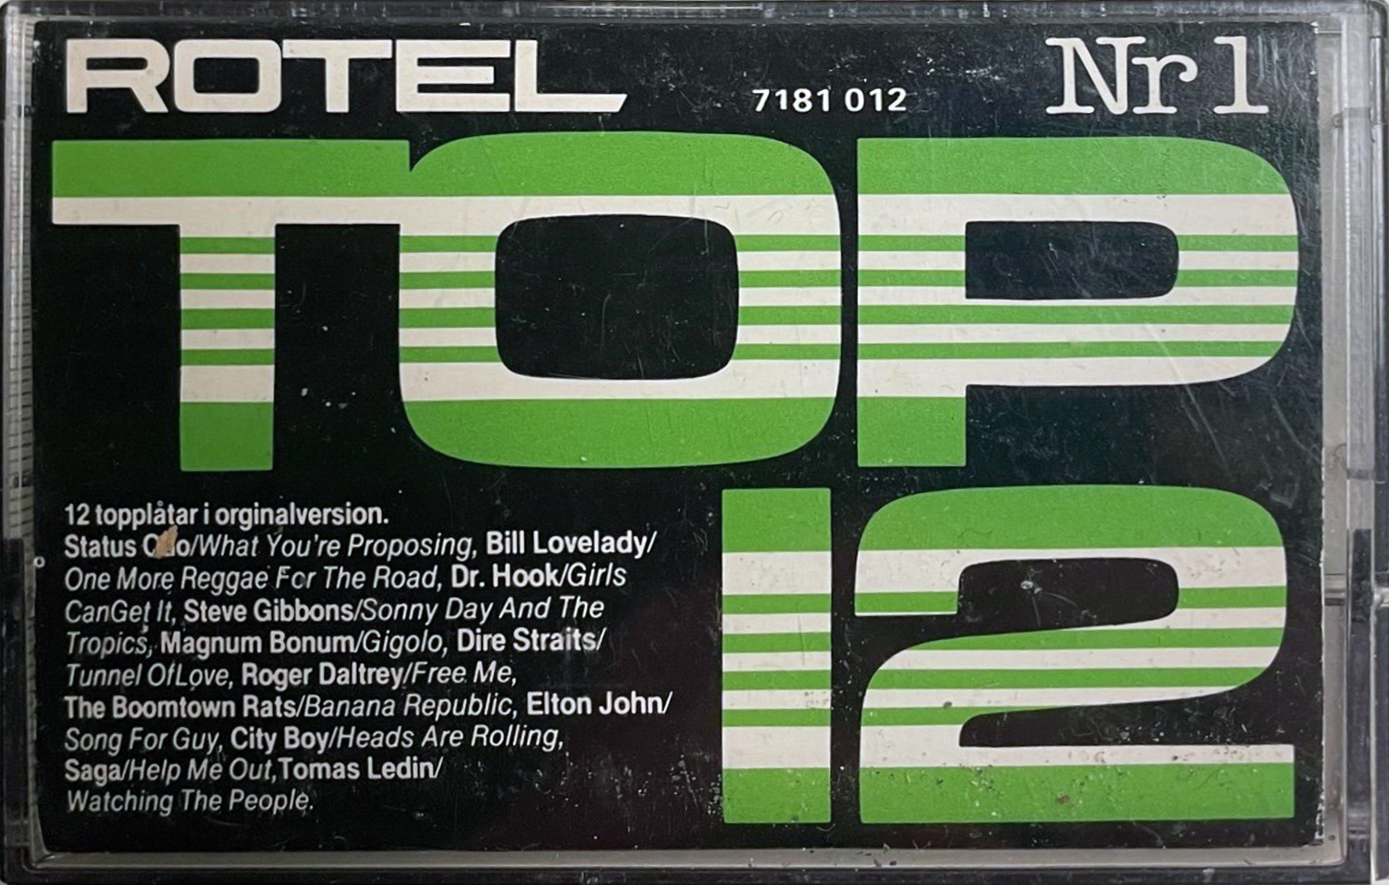 ROTEL
7181 012
Nr 1
TOP
12
12 topplåtar i orginalversion.
Status Quo/What You're Proposing, Bill Lovelady/
One More Reggae For The Road, Dr. Hook/Girls
CanGet It, Steve Gibbons/Sonny Day And The
Tropics, Magnum Bonum/Gigolo, Dire Straits/
Tunnel OfLove, Roger Daltrey/Free Me,
The Boomtown Rats/Banana Republic, Elton John/
Song For Guy, City Boy/Heads Are Rolling,
Saga/Help Me Out,Tomas Ledin/
Watching The People.